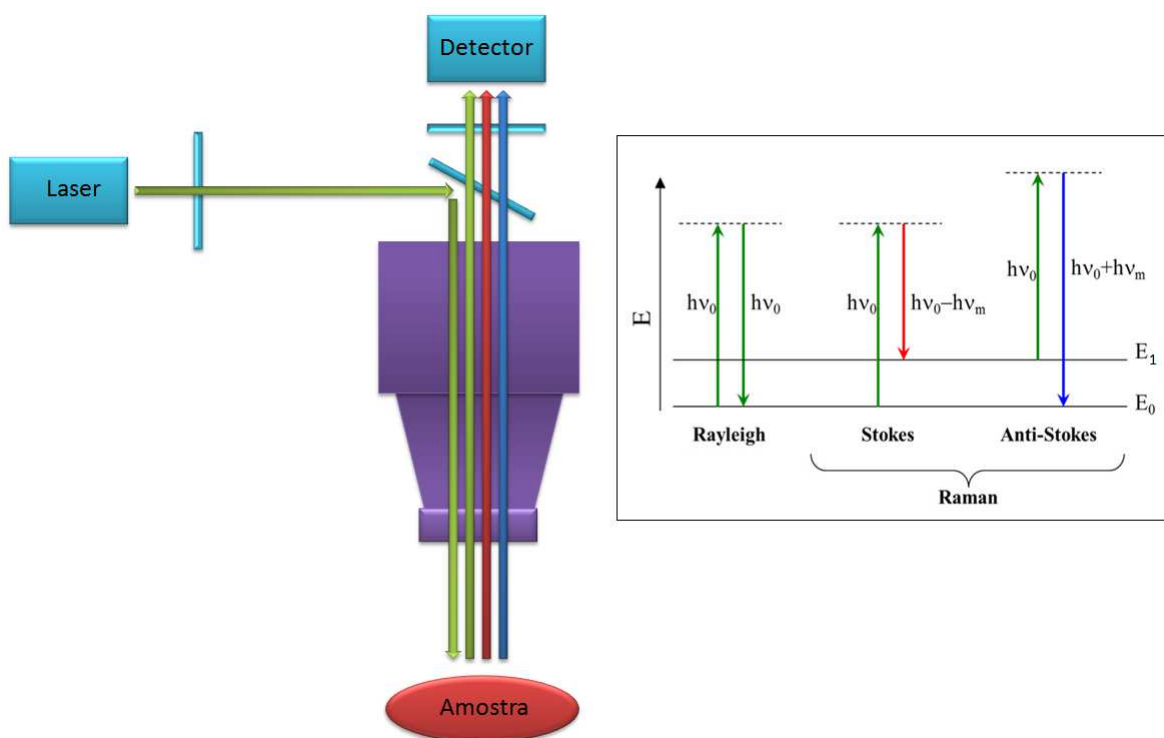 Detector
Laser
Amostra
E
hν₀
hν₀
hν₀
hν₀–hνₘ
hν₀
hν₀+hνₘ
E₁
E₀
Rayleigh
Stokes
Anti-Stokes
Raman